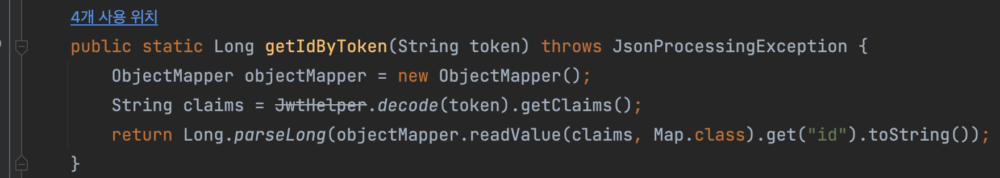 4개 사용 위치
public static Long getIdByToken(String token) throws JsonProcessingException {
    ObjectMapper objectMapper = new ObjectMapper();
    String claims = JwtHelper.decode(token).getClaims();
    return Long.parseLong(objectMapper.readValue(claims, Map.class).get("id").toString());
}